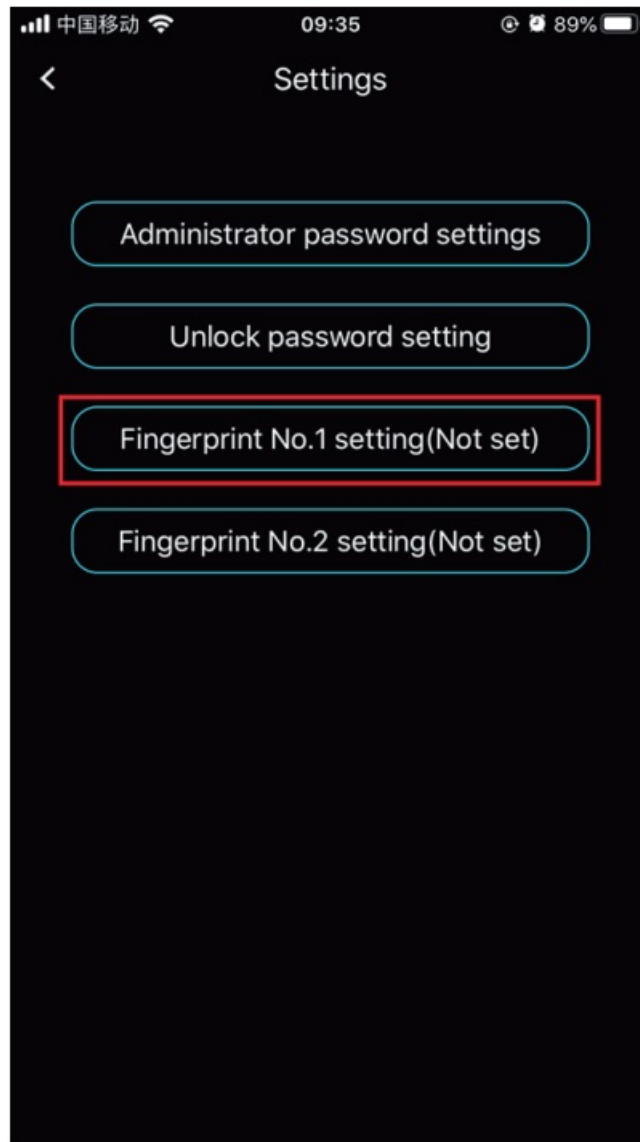 中国移动 09:35 89%
Settings
Administrator password settings
Unlock password setting
Fingerprint No.1 setting(Not set)
Fingerprint No.2 setting(Not set)